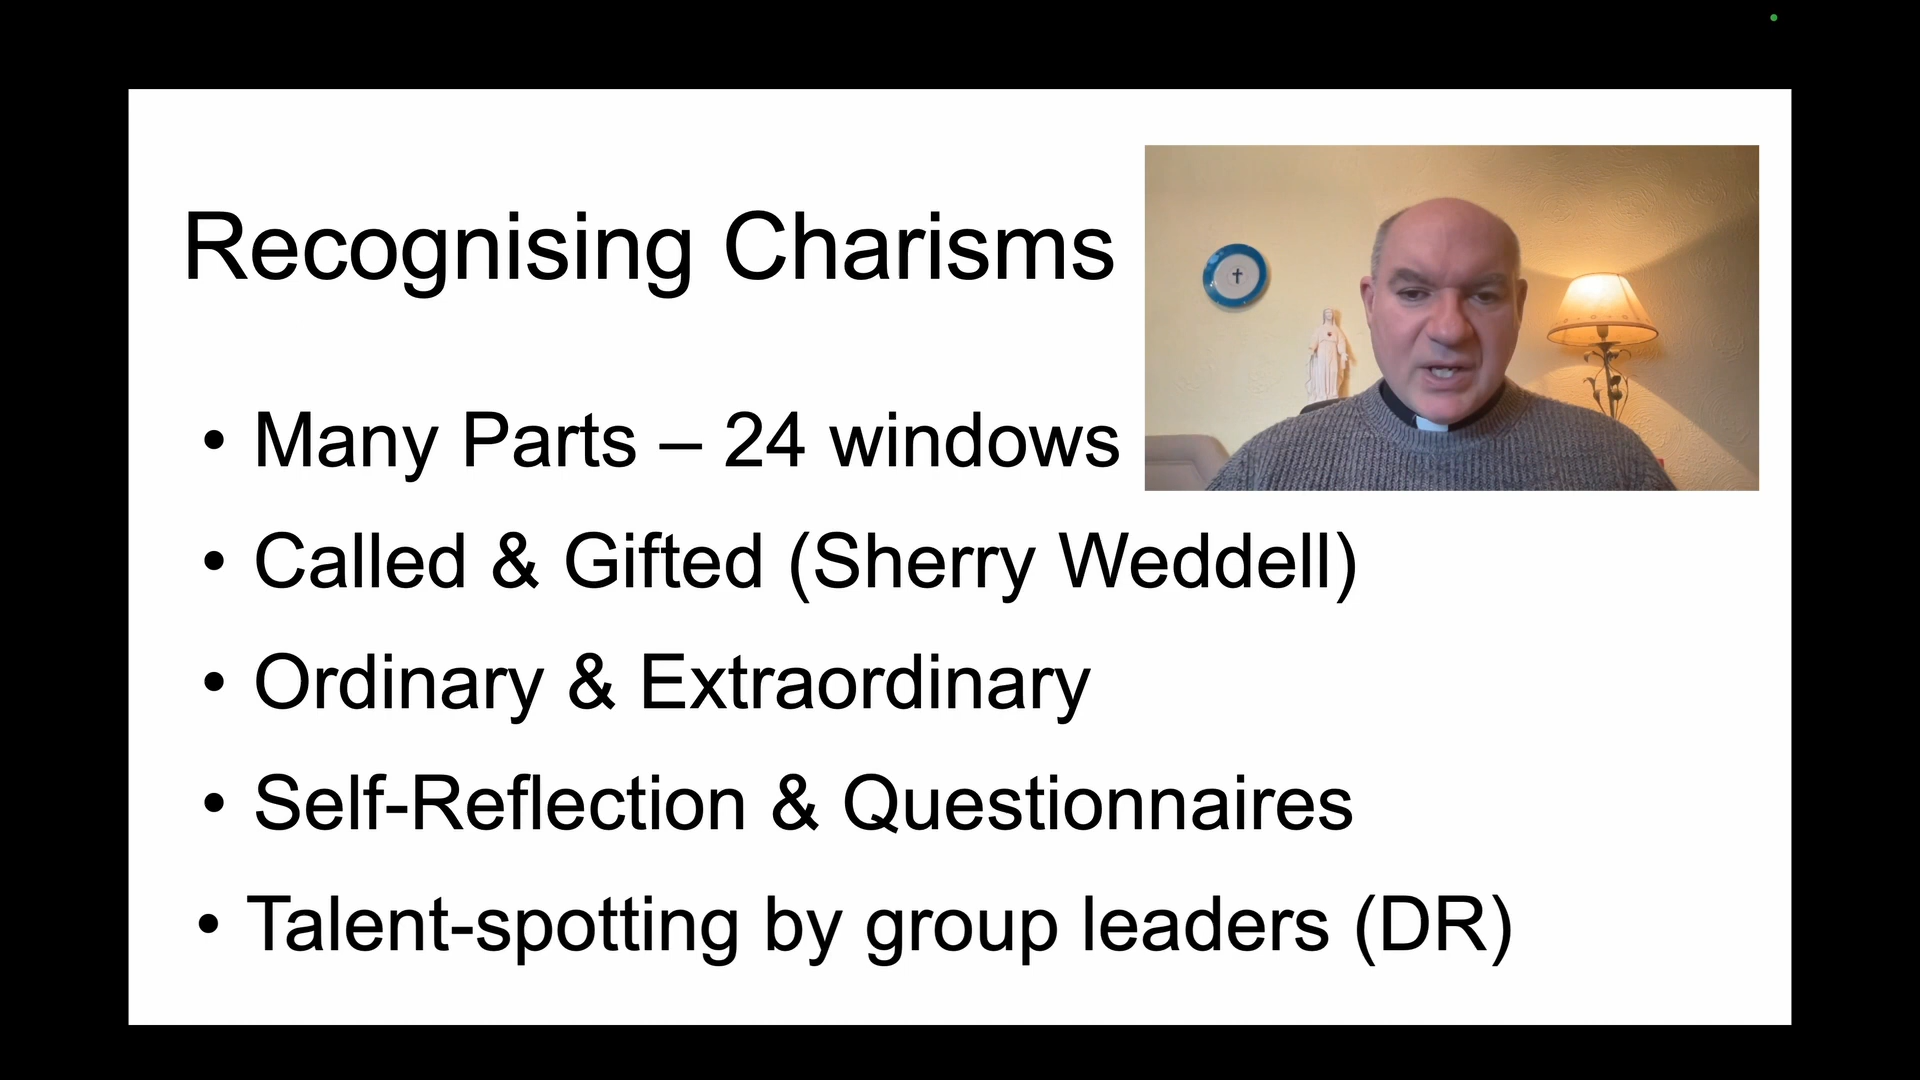 Recognising Charisms
• Many Parts – 24 windows
• Called & Gifted (Sherry Weddell)
• Ordinary & Extraordinary
• Self-Reflection & Questionnaires
• Talent-spotting by group leaders (DR)